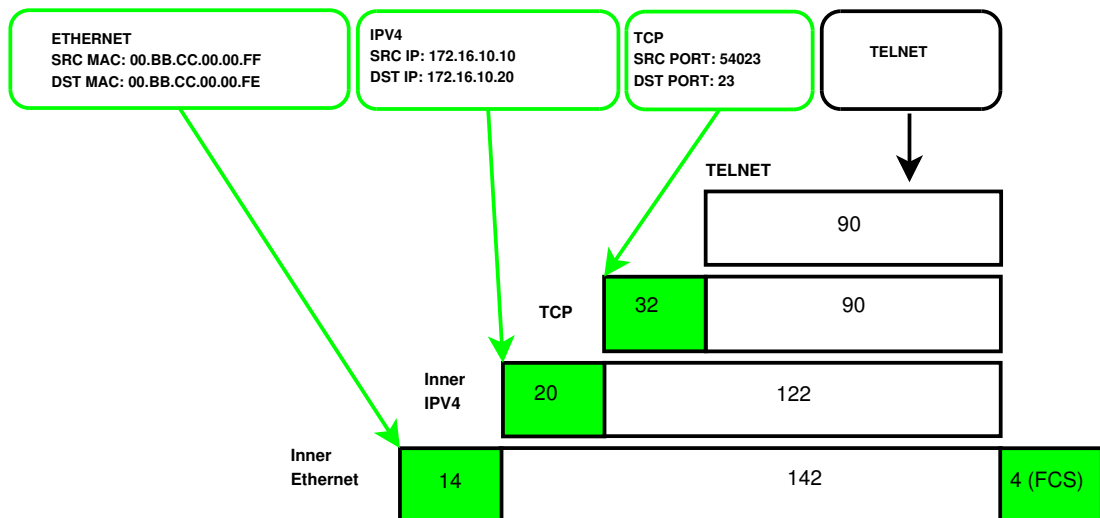 ETHERNET
SRC MAC: 00.BB.CC.00.00.FF
DST MAC: 00.BB.CC.00.00.FE
IPV4
SRC IP: 172.16.10.10
DST IP: 172.16.10.20
TCP
SRC PORT: 54023
DST PORT: 23
TELNET
TELNET
90
TCP
32
90
Inner
IPV4
20
122
Inner
Ethernet
14
142
4 (FCS)